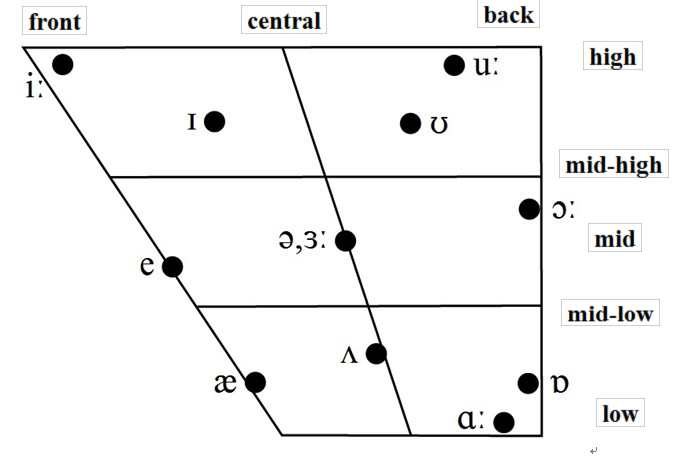 front central back
high
iː
uː
ɪ
ʊ
mid-high
ɔː
mid
ə,ɜː
e
mid-low
ʌ
æ
ɒ
low
ɑː